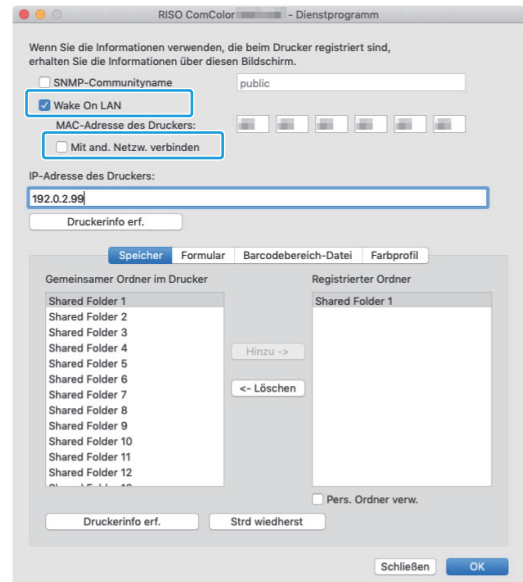 RISO ComColor - Dienstprogramm
Wenn Sie die Informationen verwenden, die beim Drucker registriert sind,
erhalten Sie die Informationen über diesen Bildschirm.
SNMP-Communityname public
Wake On LAN
MAC-Adresse des Druckers:
Mit and. Netzw. verbinden
IP-Adresse des Druckers:
192.0.2.99
Druckerinfo erf.
Speicher Formular Barcodebereich-Datei Farbprofil
Gemeinsamer Ordner im Drucker Registrierter Ordner
Shared Folder 1 Shared Folder 1
Shared Folder 2
Shared Folder 3
Shared Folder 4
Hinzu ->
Shared Folder 5
Shared Folder 6
<- Löschen
Shared Folder 7
Shared Folder 8
Shared Folder 9
Shared Folder 10
Shared Folder 11
Shared Folder 12
Pers. Ordner verw.
Druckerinfo erf. Strd wiedherst
Schließen OK